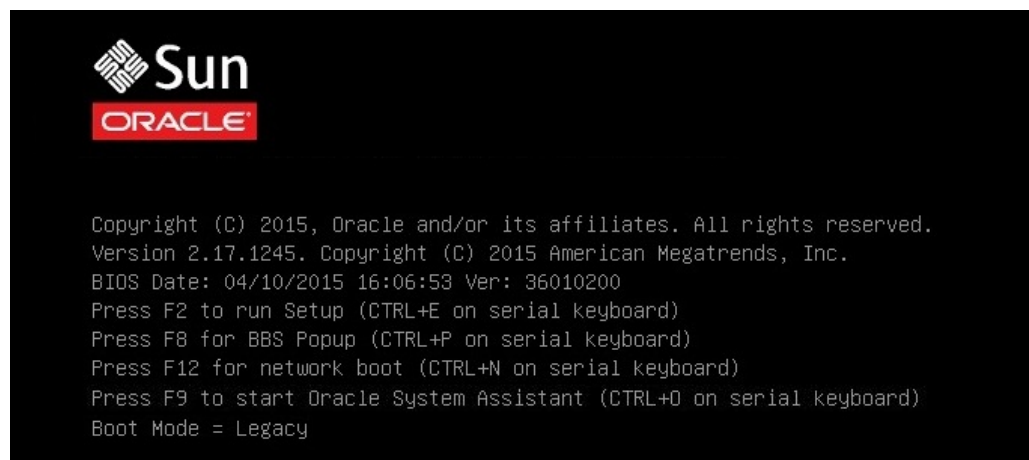 Sun
ORACLE
Copyright (C) 2015, Oracle and/or its affiliates. All rights reserved.
Version 2.17.1245. Copyright (C) 2015 American Megatrends, Inc.
BIOS Date: 04/10/2015 16:06:53 Ver: 36010200
Press F2 to run Setup (CTRL+E on serial keyboard)
Press F8 for BBS Popup (CTRL+P on serial keyboard)
Press F12 for network boot (CTRL+N on serial keyboard)
Press F9 to start Oracle System Assistant (CTRL+O on serial keyboard)
Boot Mode = Legacy